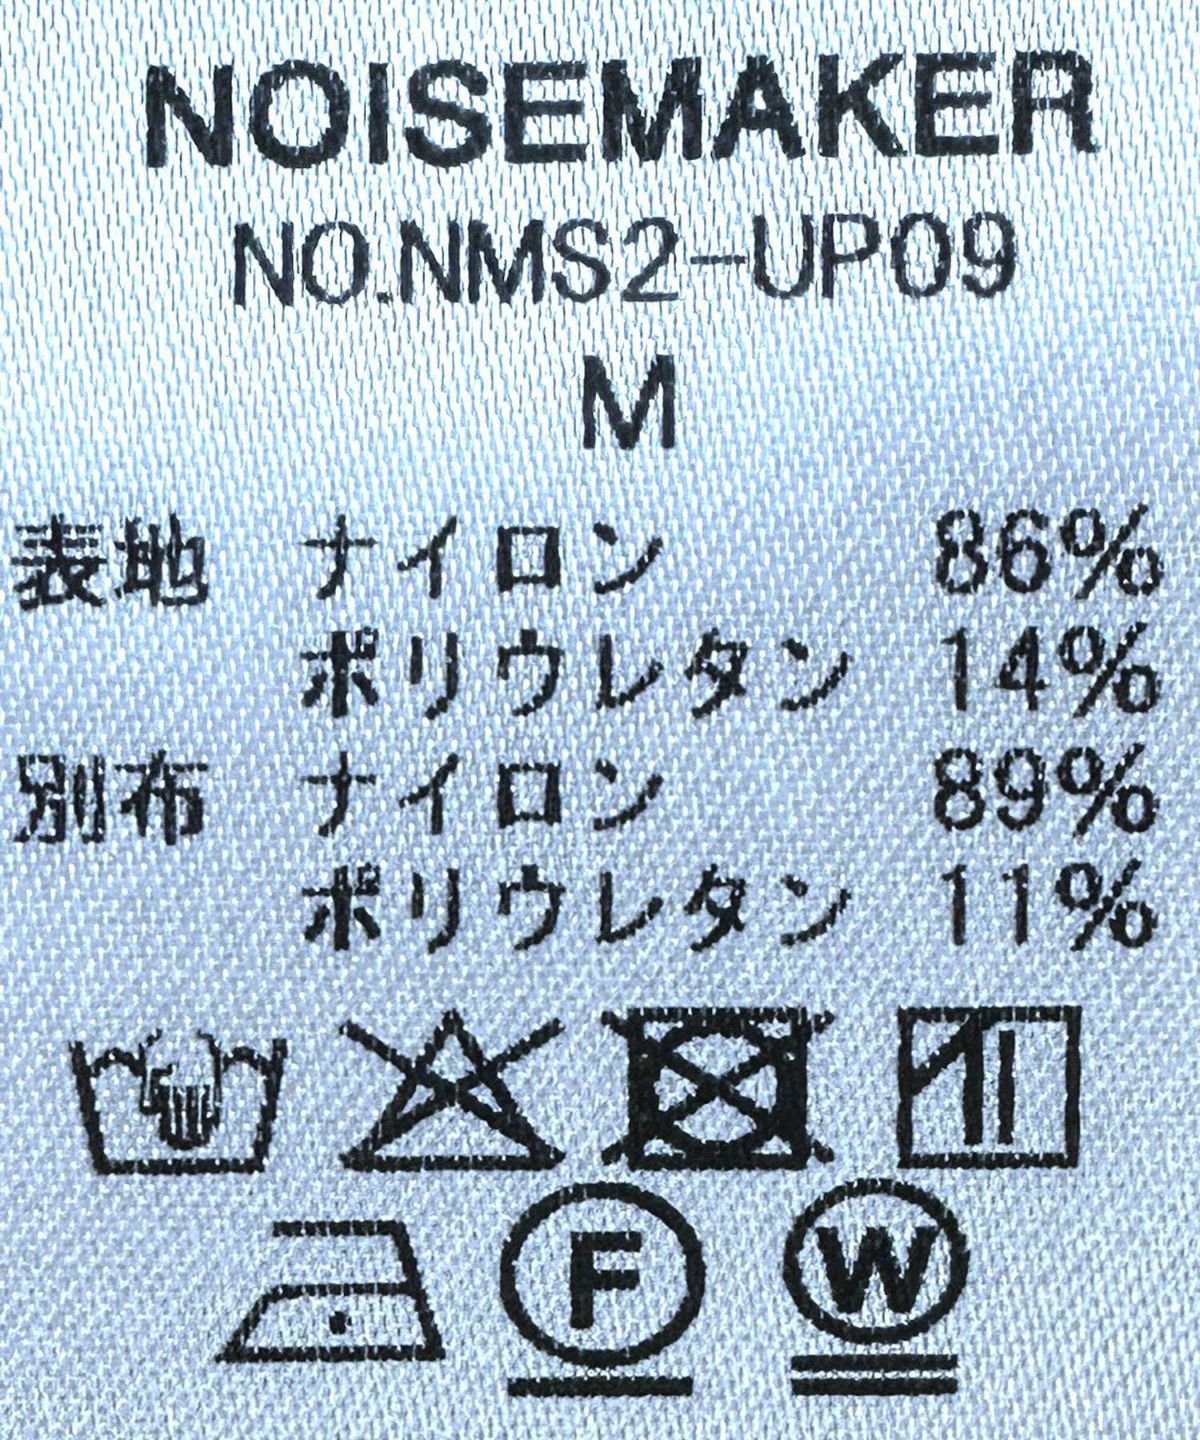 NOISEMAKER
NO.NMS2-UP09
M
表地 ナイロン 86%
ポリウレタン 14%
別布 ナイロン 89%
ポリウレタン 11%
F W